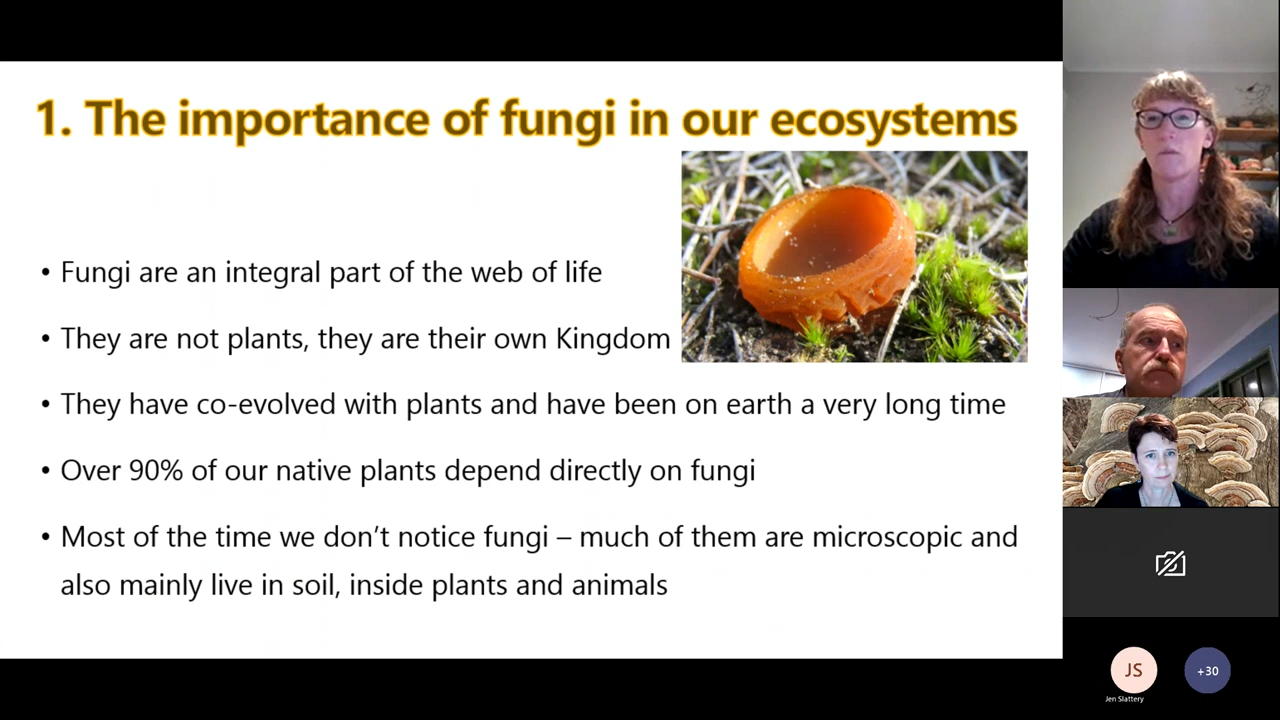 1. The importance of fungi in our ecosystems
• Fungi are an integral part of the web of life
• They are not plants, they are their own Kingdom
• They have co-evolved with plants and have been on earth a very long time
• Over 90% of our native plants depend directly on fungi
• Most of the time we don’t notice fungi – much of them are microscopic and
also mainly live in soil, inside plants and animals
JS
+30
Jen Slattery